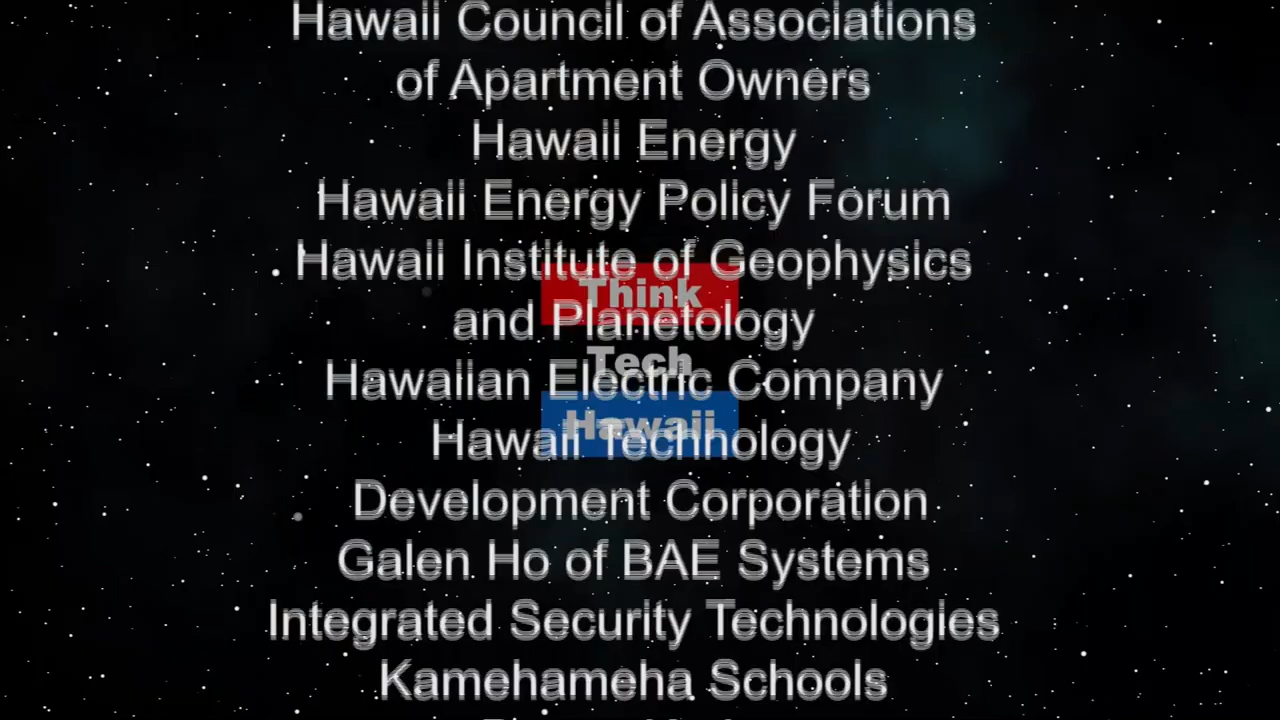 Hawaii Council of Associations
of Apartment Owners
Hawaii Energy
Hawaii Energy Policy Forum
Hawaii Institute of Geophysics
Think
and Planetology
Tech
Hawaiian Electric Company
Hawaii
Hawaii Technology
Development Corporation
Galen Ho of BAE Systems
Integrated Security Technologies
Kamehameha Schools